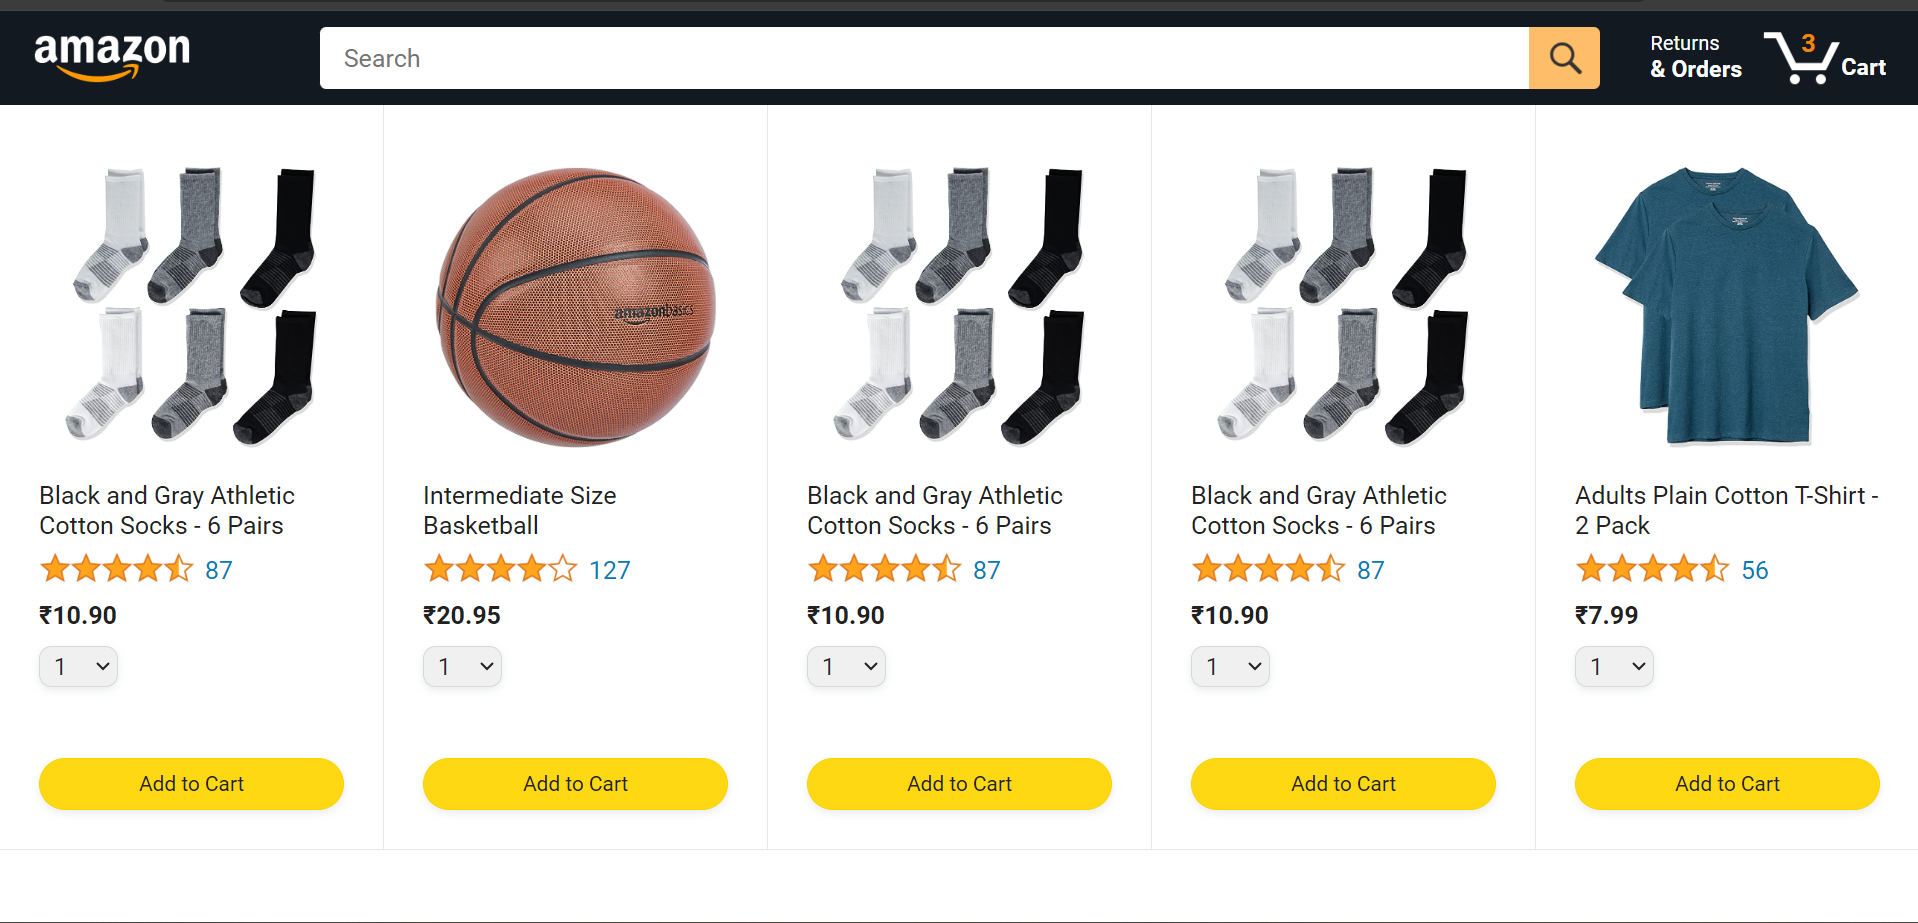 amazon
Search
Returns
& Orders
3
Cart
amazonbasics
Black and Gray Athletic
Cotton Socks - 6 Pairs
87
₹10.90
1
Add to Cart
Intermediate Size
Basketball
127
₹20.95
1
Add to Cart
Black and Gray Athletic
Cotton Socks - 6 Pairs
87
₹10.90
1
Add to Cart
Black and Gray Athletic
Cotton Socks - 6 Pairs
87
₹10.90
1
Add to Cart
Adults Plain Cotton T-Shirt -
2 Pack
56
₹7.99
1
Add to Cart